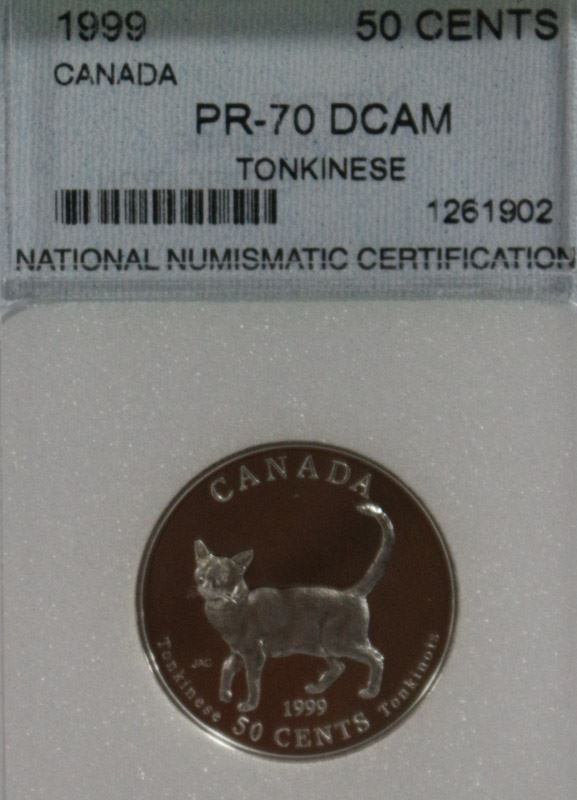 1999 50 CENTS
CANADA
PR-70 DCAM
TONKINESE
1261902
NATIONAL NUMISMATIC CERTIFICATION
CANADA
JAC
Tonkinese Tonkinois
1999
50 CENTS